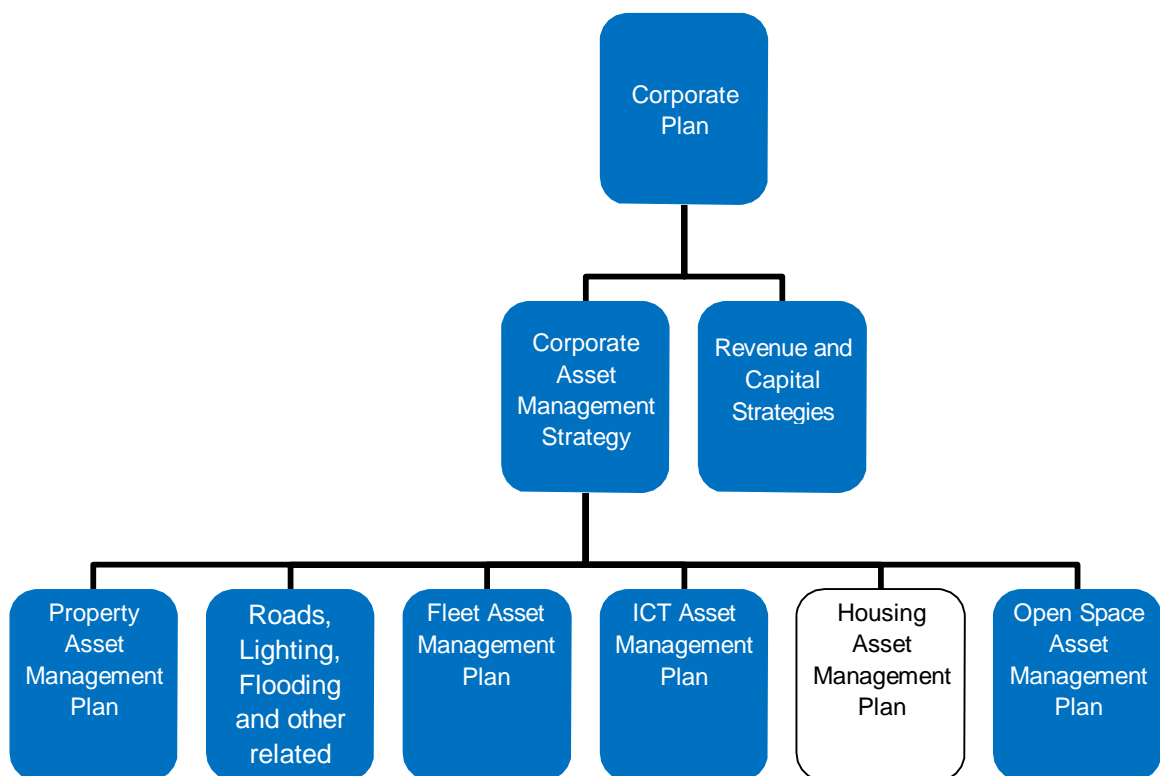 Corporate
Plan
Corporate
Asset
Management
Strategy
Revenue and
Capital
Strategies
Property
Asset
Management
Plan
Roads,
Lighting,
Flooding
and other
related
Fleet Asset
Management
Plan
ICT Asset
Management
Plan
Housing
Asset
Management
Plan
Open Space
Asset
Management
Plan